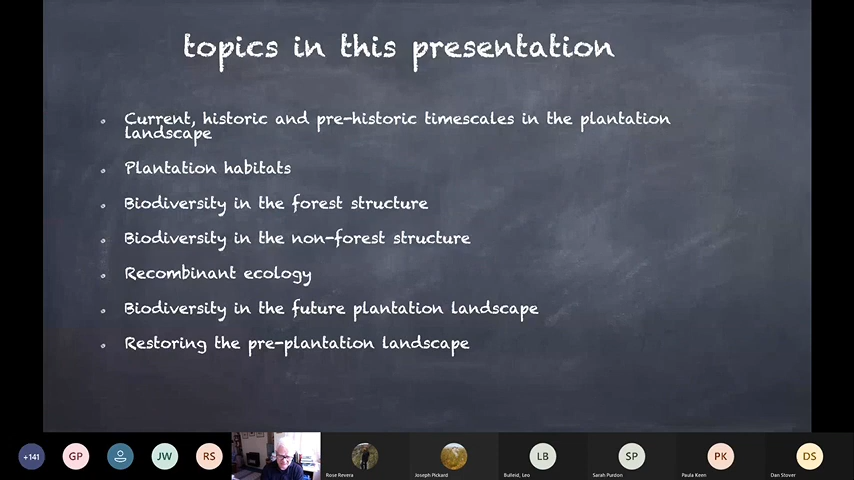 topics in this presentation
Current, historic and pre-historic timescales in the plantation
landscape
Plantation habitats
Biodiversity in the forest structure
Biodiversity in the non-forest structure
Recombinant ecology
Biodiversity in the future plantation landscape
Restoring the pre-plantation landscape
+141
GP
JW
RS
LB
SP
PK
DS
Rose Revera
Joseph Pickard
Bulleid, Leo
Sarah Purdon
Paula Keen
Dan Stover